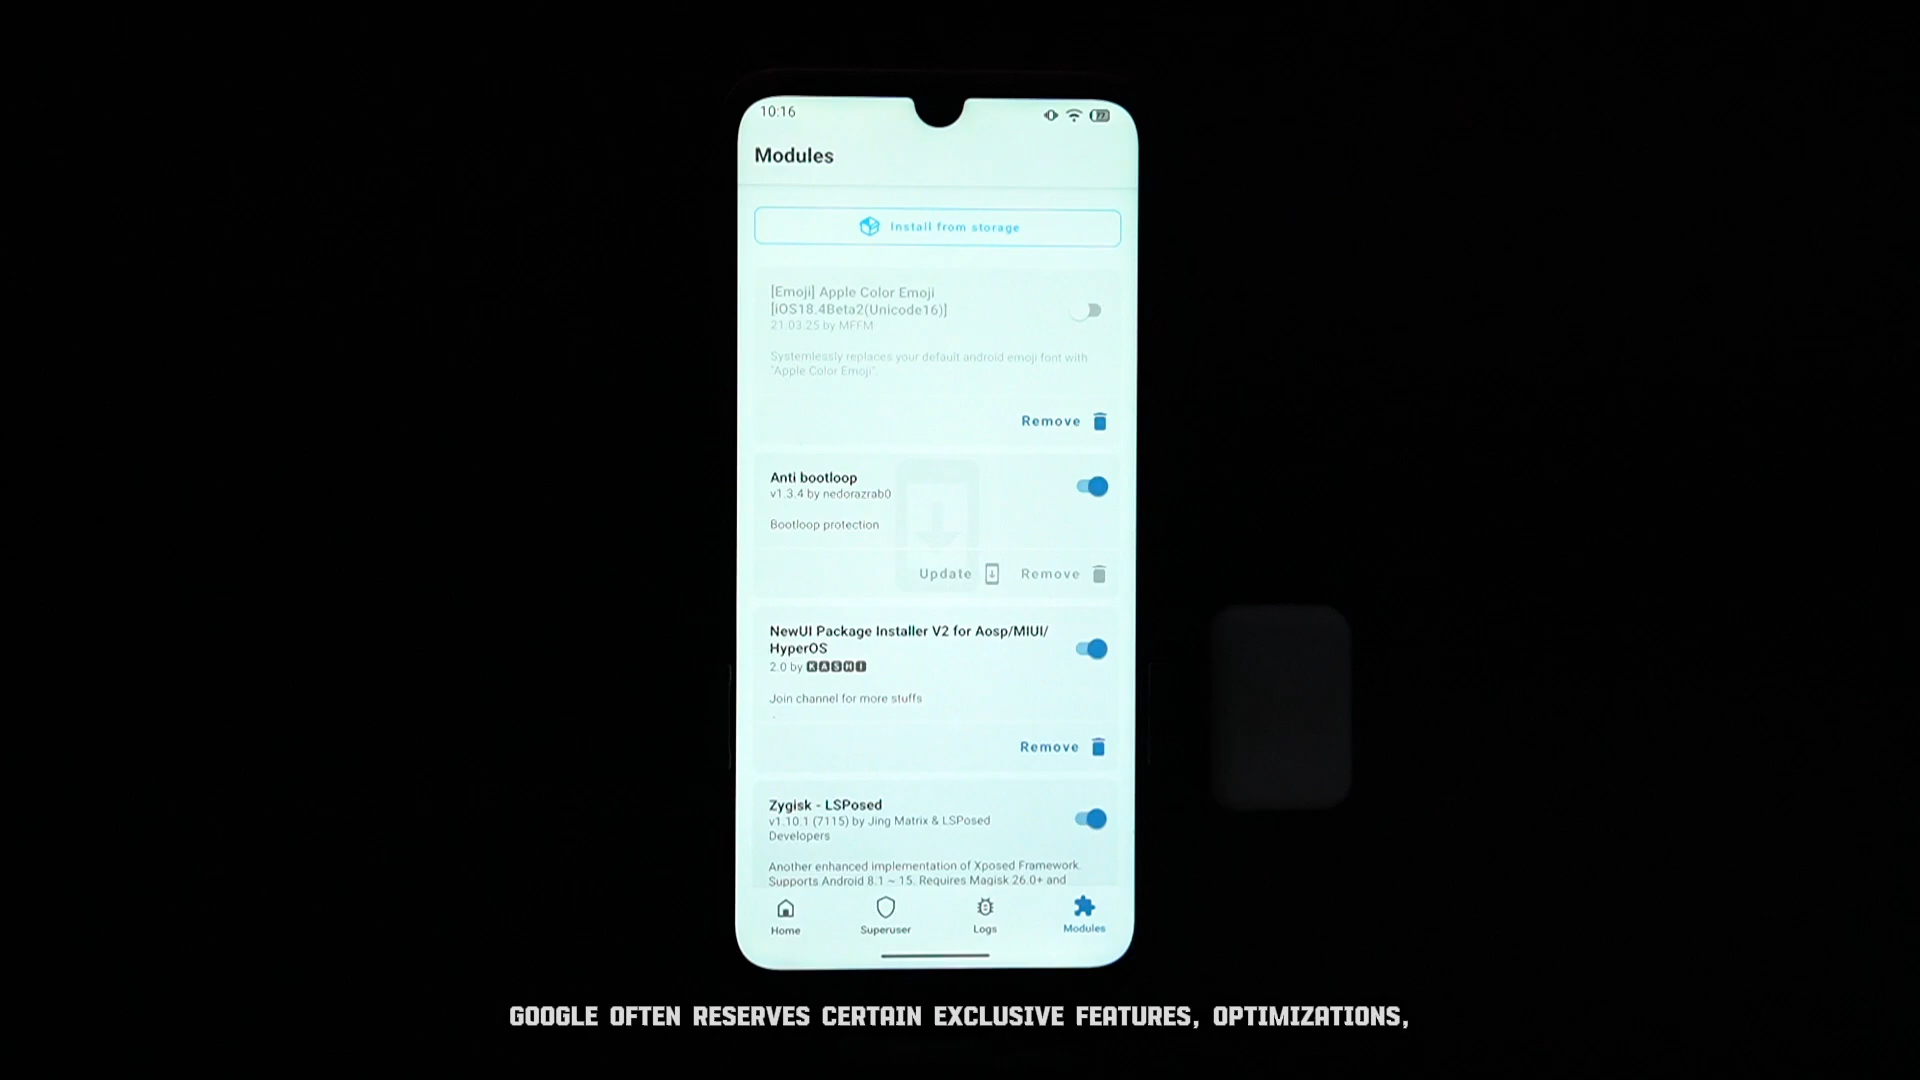 10:16
Modules
Install from storage
[Emoji] Apple Color Emoji
[iOS18.4Beta2(Unicode16)]
21.03.25 by MFFM
Systemlessly replaces your default android emoji font with
"Apple Color Emoji".
Remove
Anti bootloop
v1.3.4 by nedorazrab0
Bootloop protection
Update Remove
NewUI Package Installer V2 for Aosp/MIUI/
HyperOS
2.0 by KASHI
Join channel for more stuffs
.
Remove
Zygisk - LSPosed
v1.10.1 (7115) by Jing Matrix & LSPosed
Developers
Another enhanced implementation of Xposed Framework.
Supports Android 8.1 ~ 15. Requires Magisk 26.0+ and
Home Superuser Logs Modules
GOOGLE OFTEN RESERVES CERTAIN EXCLUSIVE FEATURES, OPTIMIZATIONS,